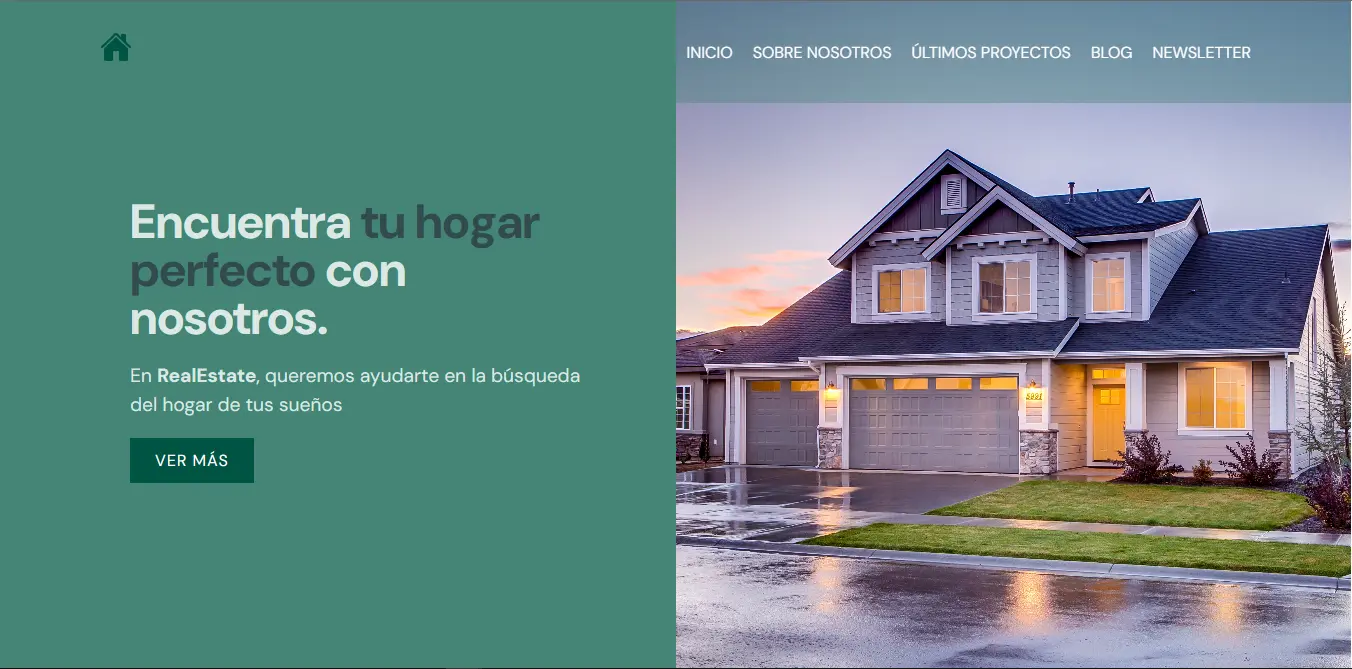 INICIO SOBRE NOSOTROS ÚLTIMOS PROYECTOS BLOG NEWSLETTER
Encuentra tu hogar
perfecto con
nosotros.
En RealEstate, queremos ayudarte en la búsqueda
del hogar de tus sueños
VER MÁS